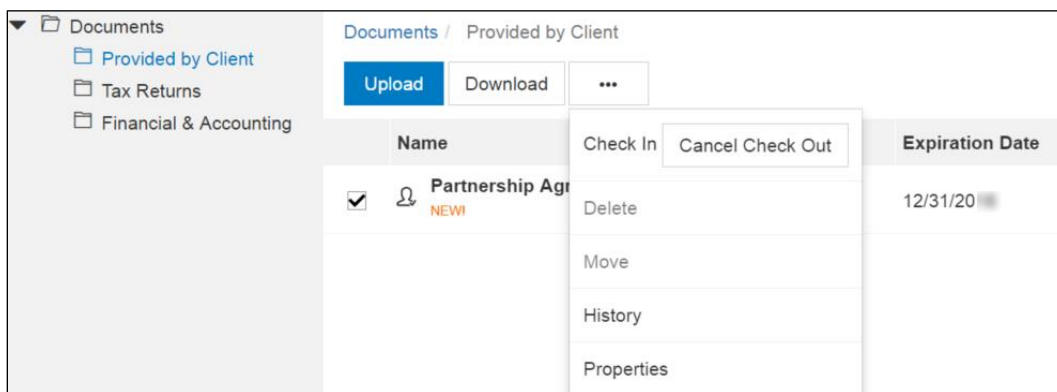 Documents
Provided by Client
Tax Returns
Financial & Accounting
Documents / Provided by Client
Upload Download •••
Name Expiration Date
Check In Cancel Check Out
Partnership
NEW!
12/31/20
Delete
Move
History
Properties